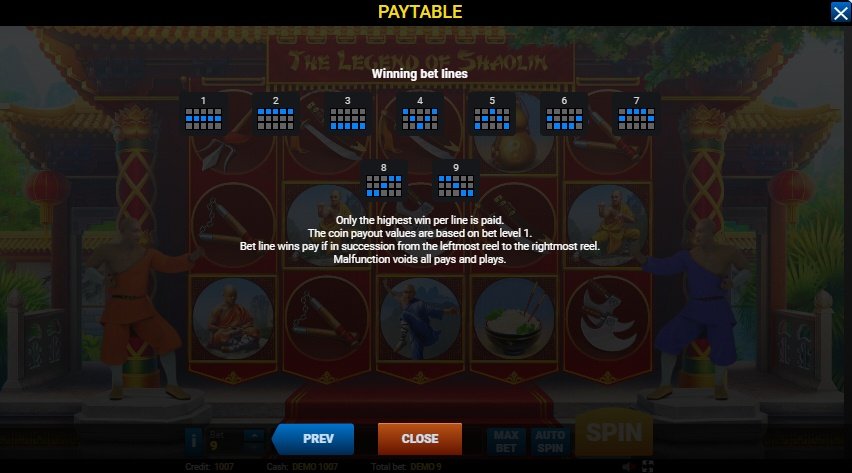 PAYTABLE
THE LEGEND OF SHAOLIN
Winning bet lines
1 2 3 4 5 6 7
8 9
Only the highest win per line is paid.
The coin payout values are based on bet level 1.
Bet line wins pay if in succession from the leftmost reel to the rightmost reel.
Malfunction voids all pays and plays.
i Bet 9 PREV CLOSE MAX BET AUTO SPIN SPIN
Credit: 1007 Cash: DEMO 1007 Total bet: DEMO 9